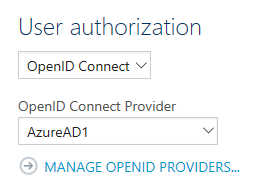 User authorization
OpenID Connect
OpenID Connect Provider
AzureAD1
MANAGE OPENID PROVIDERS...